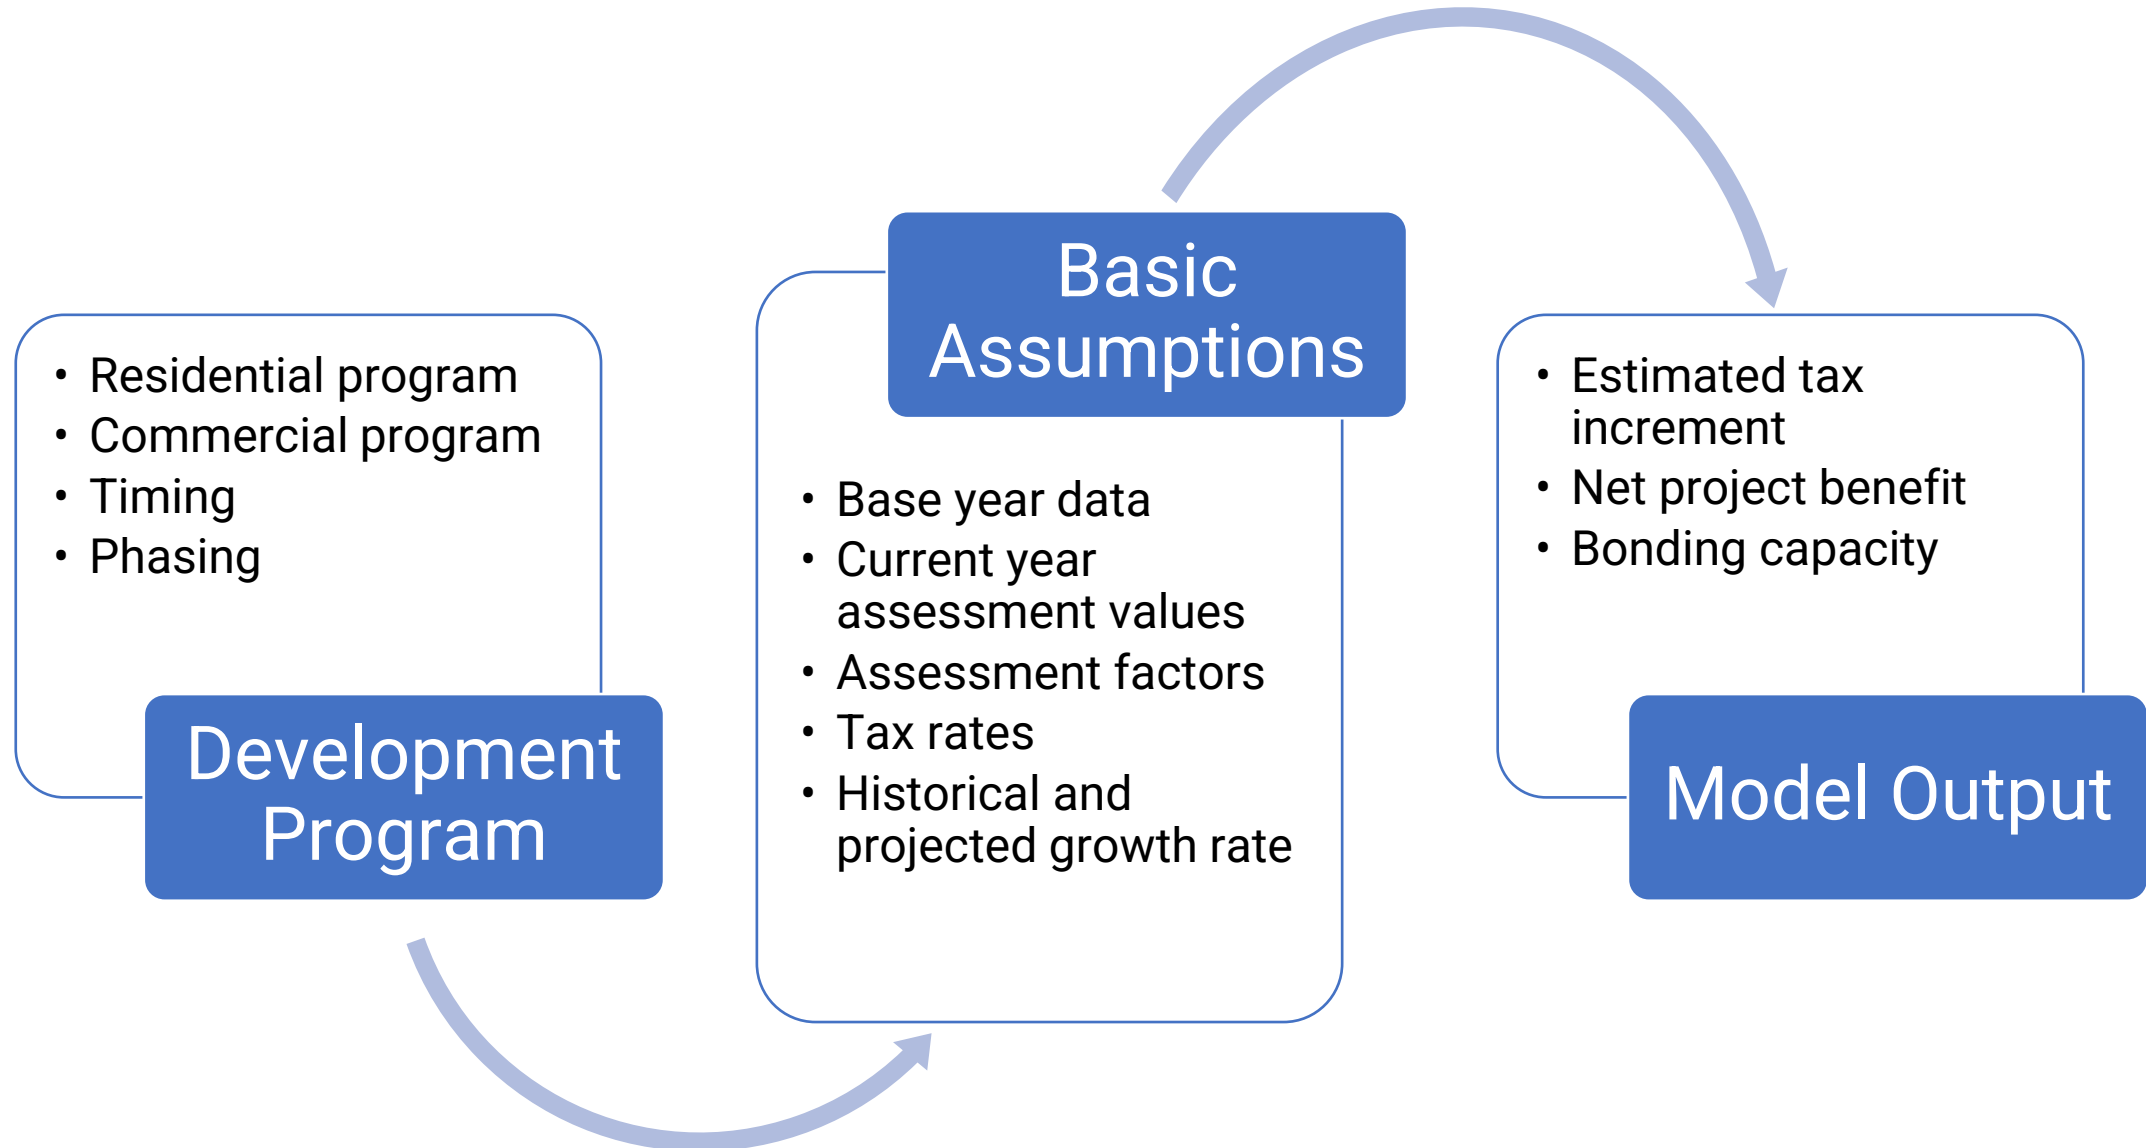 • Residential program
• Commercial program
• Timing
• Phasing
Development
Program
Basic
Assumptions
• Base year data
• Current year
assessment values
• Assessment factors
• Tax rates
• Historical and
projected growth rate
• Estimated tax
increment
• Net project benefit
• Bonding capacity
Model Output